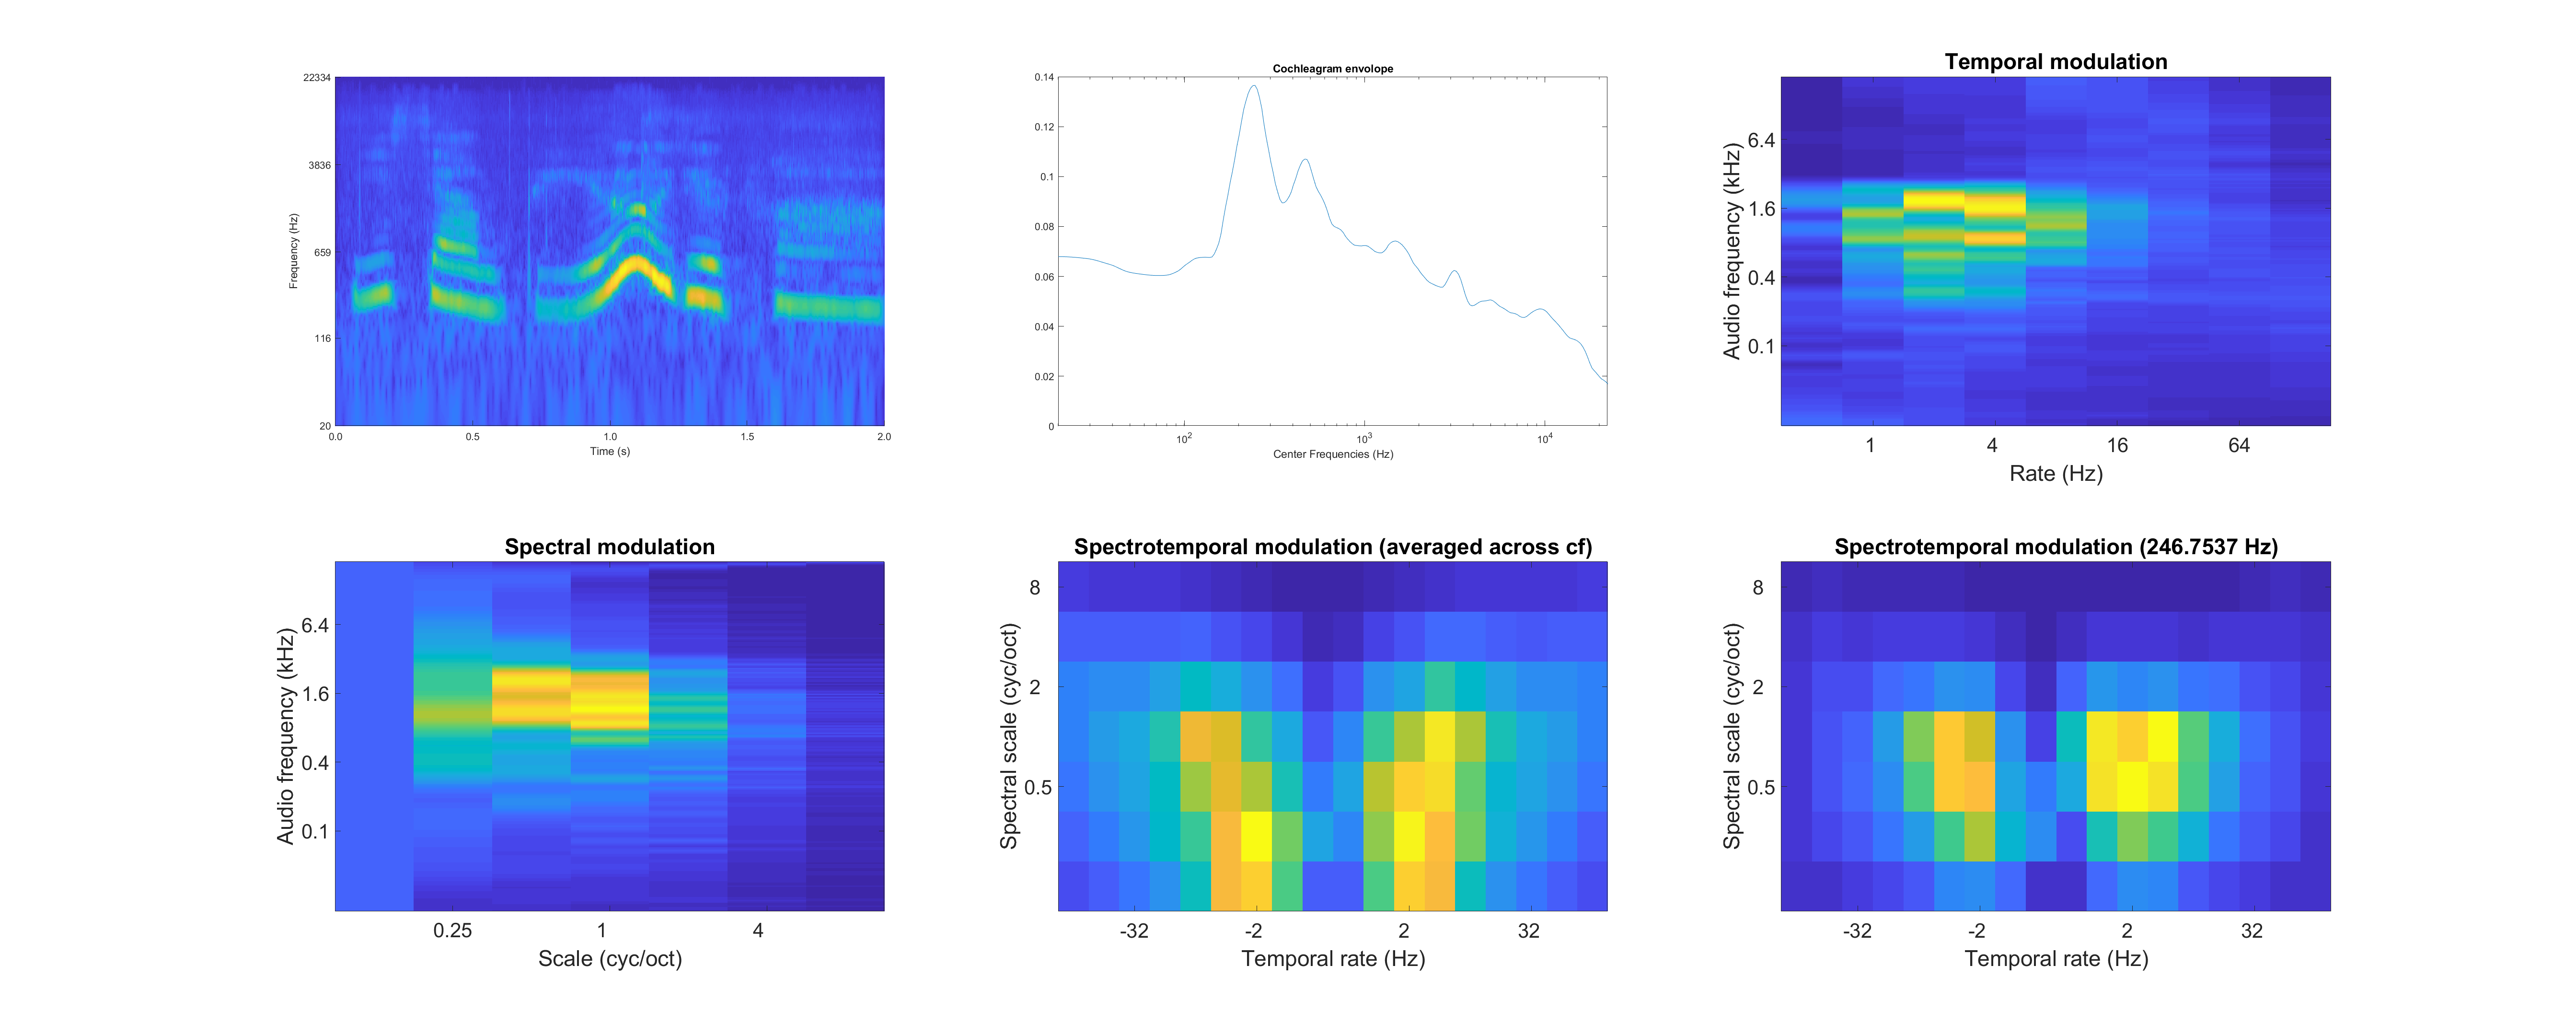 22334
3836
659
116
20
Frequency (Hz)
0.0 0.5 1.0 1.5 2.0
Time (s)
Cochleagram envolope
0.14
0.12
0.1
0.08
0.06
0.04
0.02
0
10² 10³ 10⁴
Center Frequencies (Hz)
Temporal modulation
6.4
1.6
0.4
0.1
Audio frequency (kHz)
1 4 16 64
Rate (Hz)
Spectral modulation
6.4
1.6
0.4
0.1
Audio frequency (kHz)
0.25 1 4
Scale (cyc/oct)
Spectrotemporal modulation (averaged across cf)
8
2
0.5
Spectral scale (cyc/oct)
-32 -2 2 32
Temporal rate (Hz)
Spectrotemporal modulation (246.7537 Hz)
8
2
0.5
Spectral scale (cyc/oct)
-32 -2 2 32
Temporal rate (Hz)